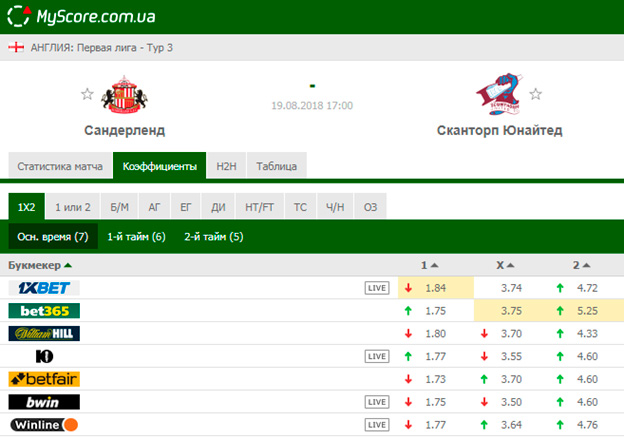 MyScore.com.ua
АНГЛИЯ: Первая лига - Тур 3
-
19.08.2018 17:00
Сандерленд
Сканторп Юнайтед
Статистика матча Коэффициенты H2H Таблица
1X2 1 или 2 Б/М АГ ЕГ ДИ HT/FT ТС Ч/Н ОЗ
Осн. время (7) 1-й тайм (6) 2-й тайм (5)
Букмекер 1 X 2
1XBET LIVE 1.84 3.74 4.72
bet365 1.75 3.75 5.25
William HILL 1.80 3.70 4.33
10 LIVE 1.77 3.55 4.60
betfair 1.73 3.70 4.60
bwin LIVE 1.75 3.50 4.60
Winline LIVE 1.77 3.64 4.76